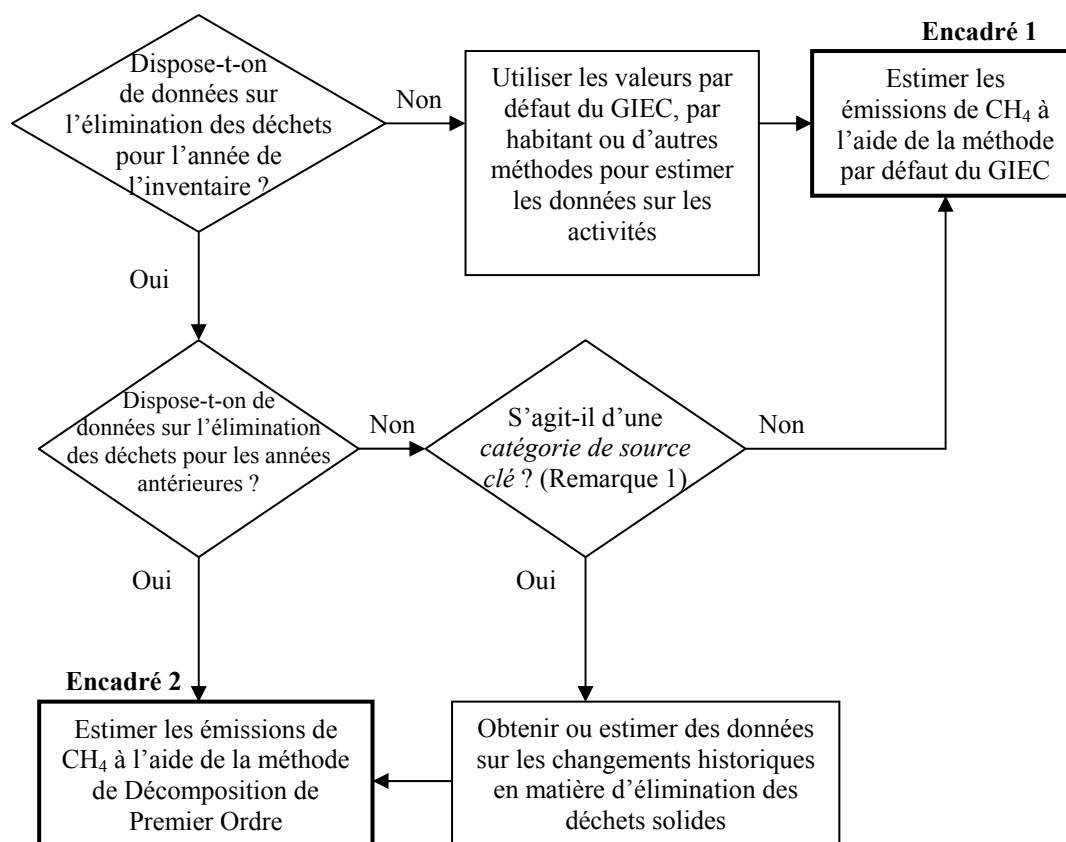 Encadré 1
Dispose-t-on
de données sur
l'élimination des déchets
pour l'année de
l'inventaire ?
Non
Utiliser les valeurs par
défaut du GIEC, par
habitant ou d'autres
méthodes pour estimer
les données sur les
activités
Estimer les
émissions de CH₄ à
l'aide de la méthode
par défaut du GIEC
Oui
Dispose-t-on de
données sur l'élimination
des déchets pour les années
antérieures ?
Non
S'agit-il d'une
catégorie de source
clé ? (Remarque 1)
Non
Oui
Oui
Encadré 2
Estimer les émissions de
CH₄ à l'aide de la méthode
de Décomposition de
Premier Ordre
Obtenir ou estimer des données
sur les changements historiques
en matière d'élimination des
déchets solides